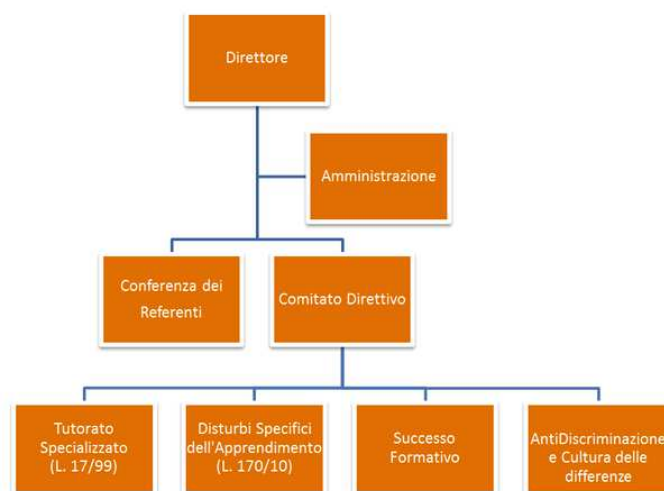 Direttore
Amministrazione
Conferenza dei
Referenti
Comitato Direttivo
Tutorato
Specializzato
(L. 17/99)
Disturbi Specifici
dell'Apprendimento
(L. 170/10)
Successo
Formativo
AntiDiscriminazione
e Cultura delle
differenze